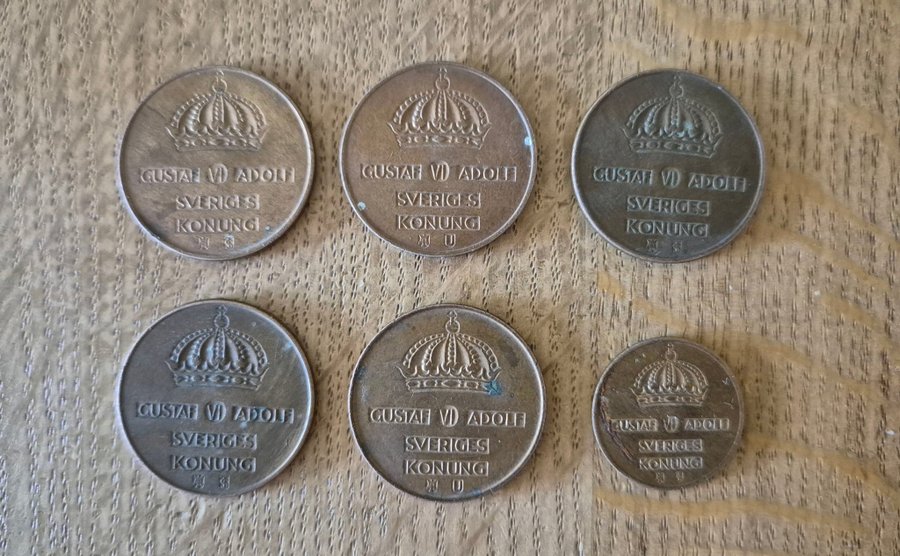 GUSTAF VI ADOLF
SVERIGES
KONUNG
GUSTAF VI ADOLF
SVERIGES
KONUNG
U
GUSTAF VI ADOLF
SVERIGES
KONUNG
GUSTAF VI ADOLF
SVERIGES
KONUNG
GUSTAF VI ADOLF
SVERIGES
KONUNG
U
GUSTAF VI ADOLF
SVERIGES
KONUNG